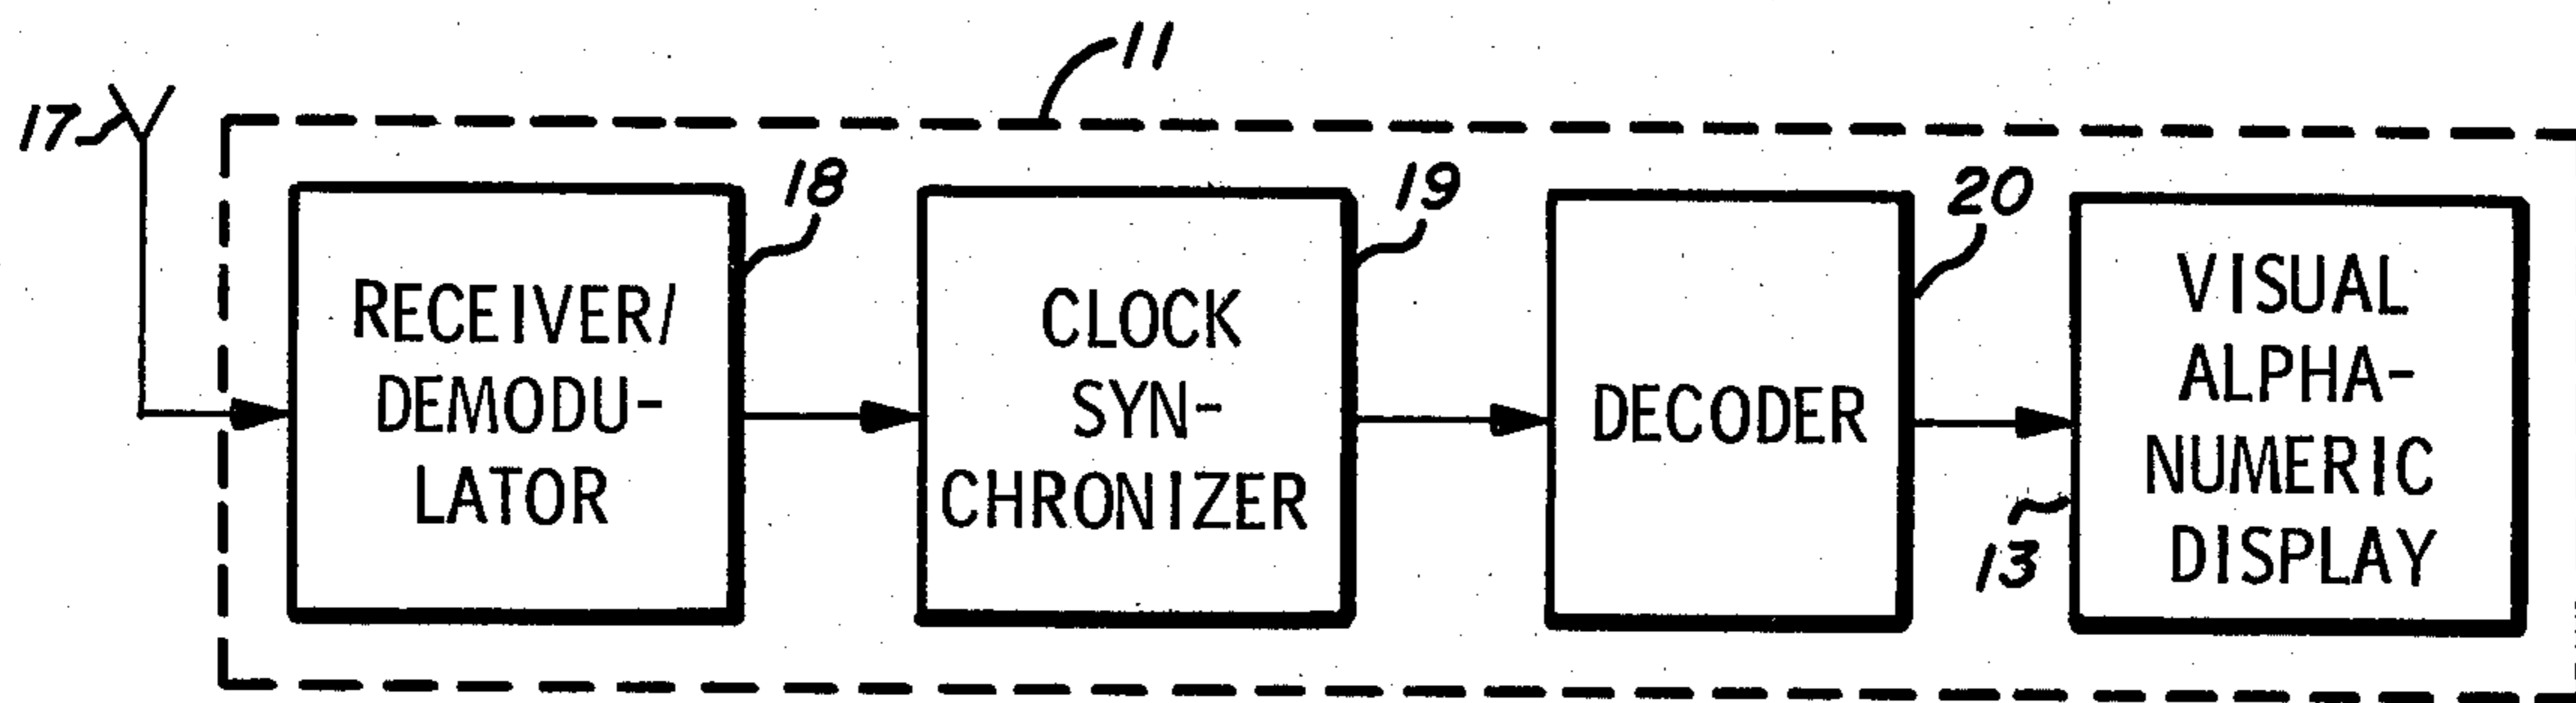 11
17
18
19
20
RECEIVER/
DEMODU-
LATOR
CLOCK
SYN-
CHRONIZER
DECODER
VISUAL
ALPHA-
NUMERIC
DISPLAY
13